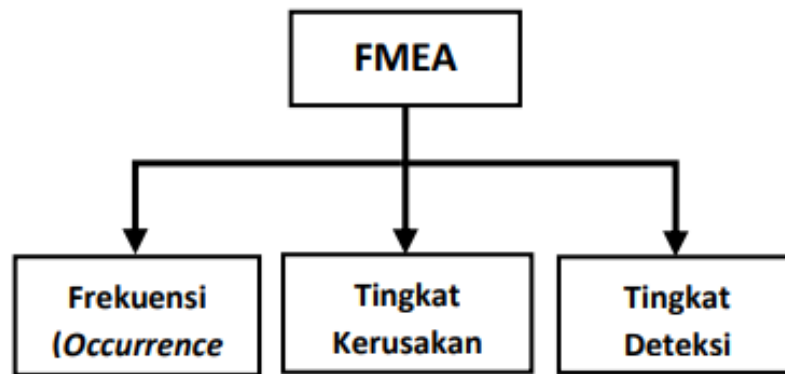 FMEA
Frekuensi
(Occurrence
Tingkat
Kerusakan
Tingkat
Deteksi